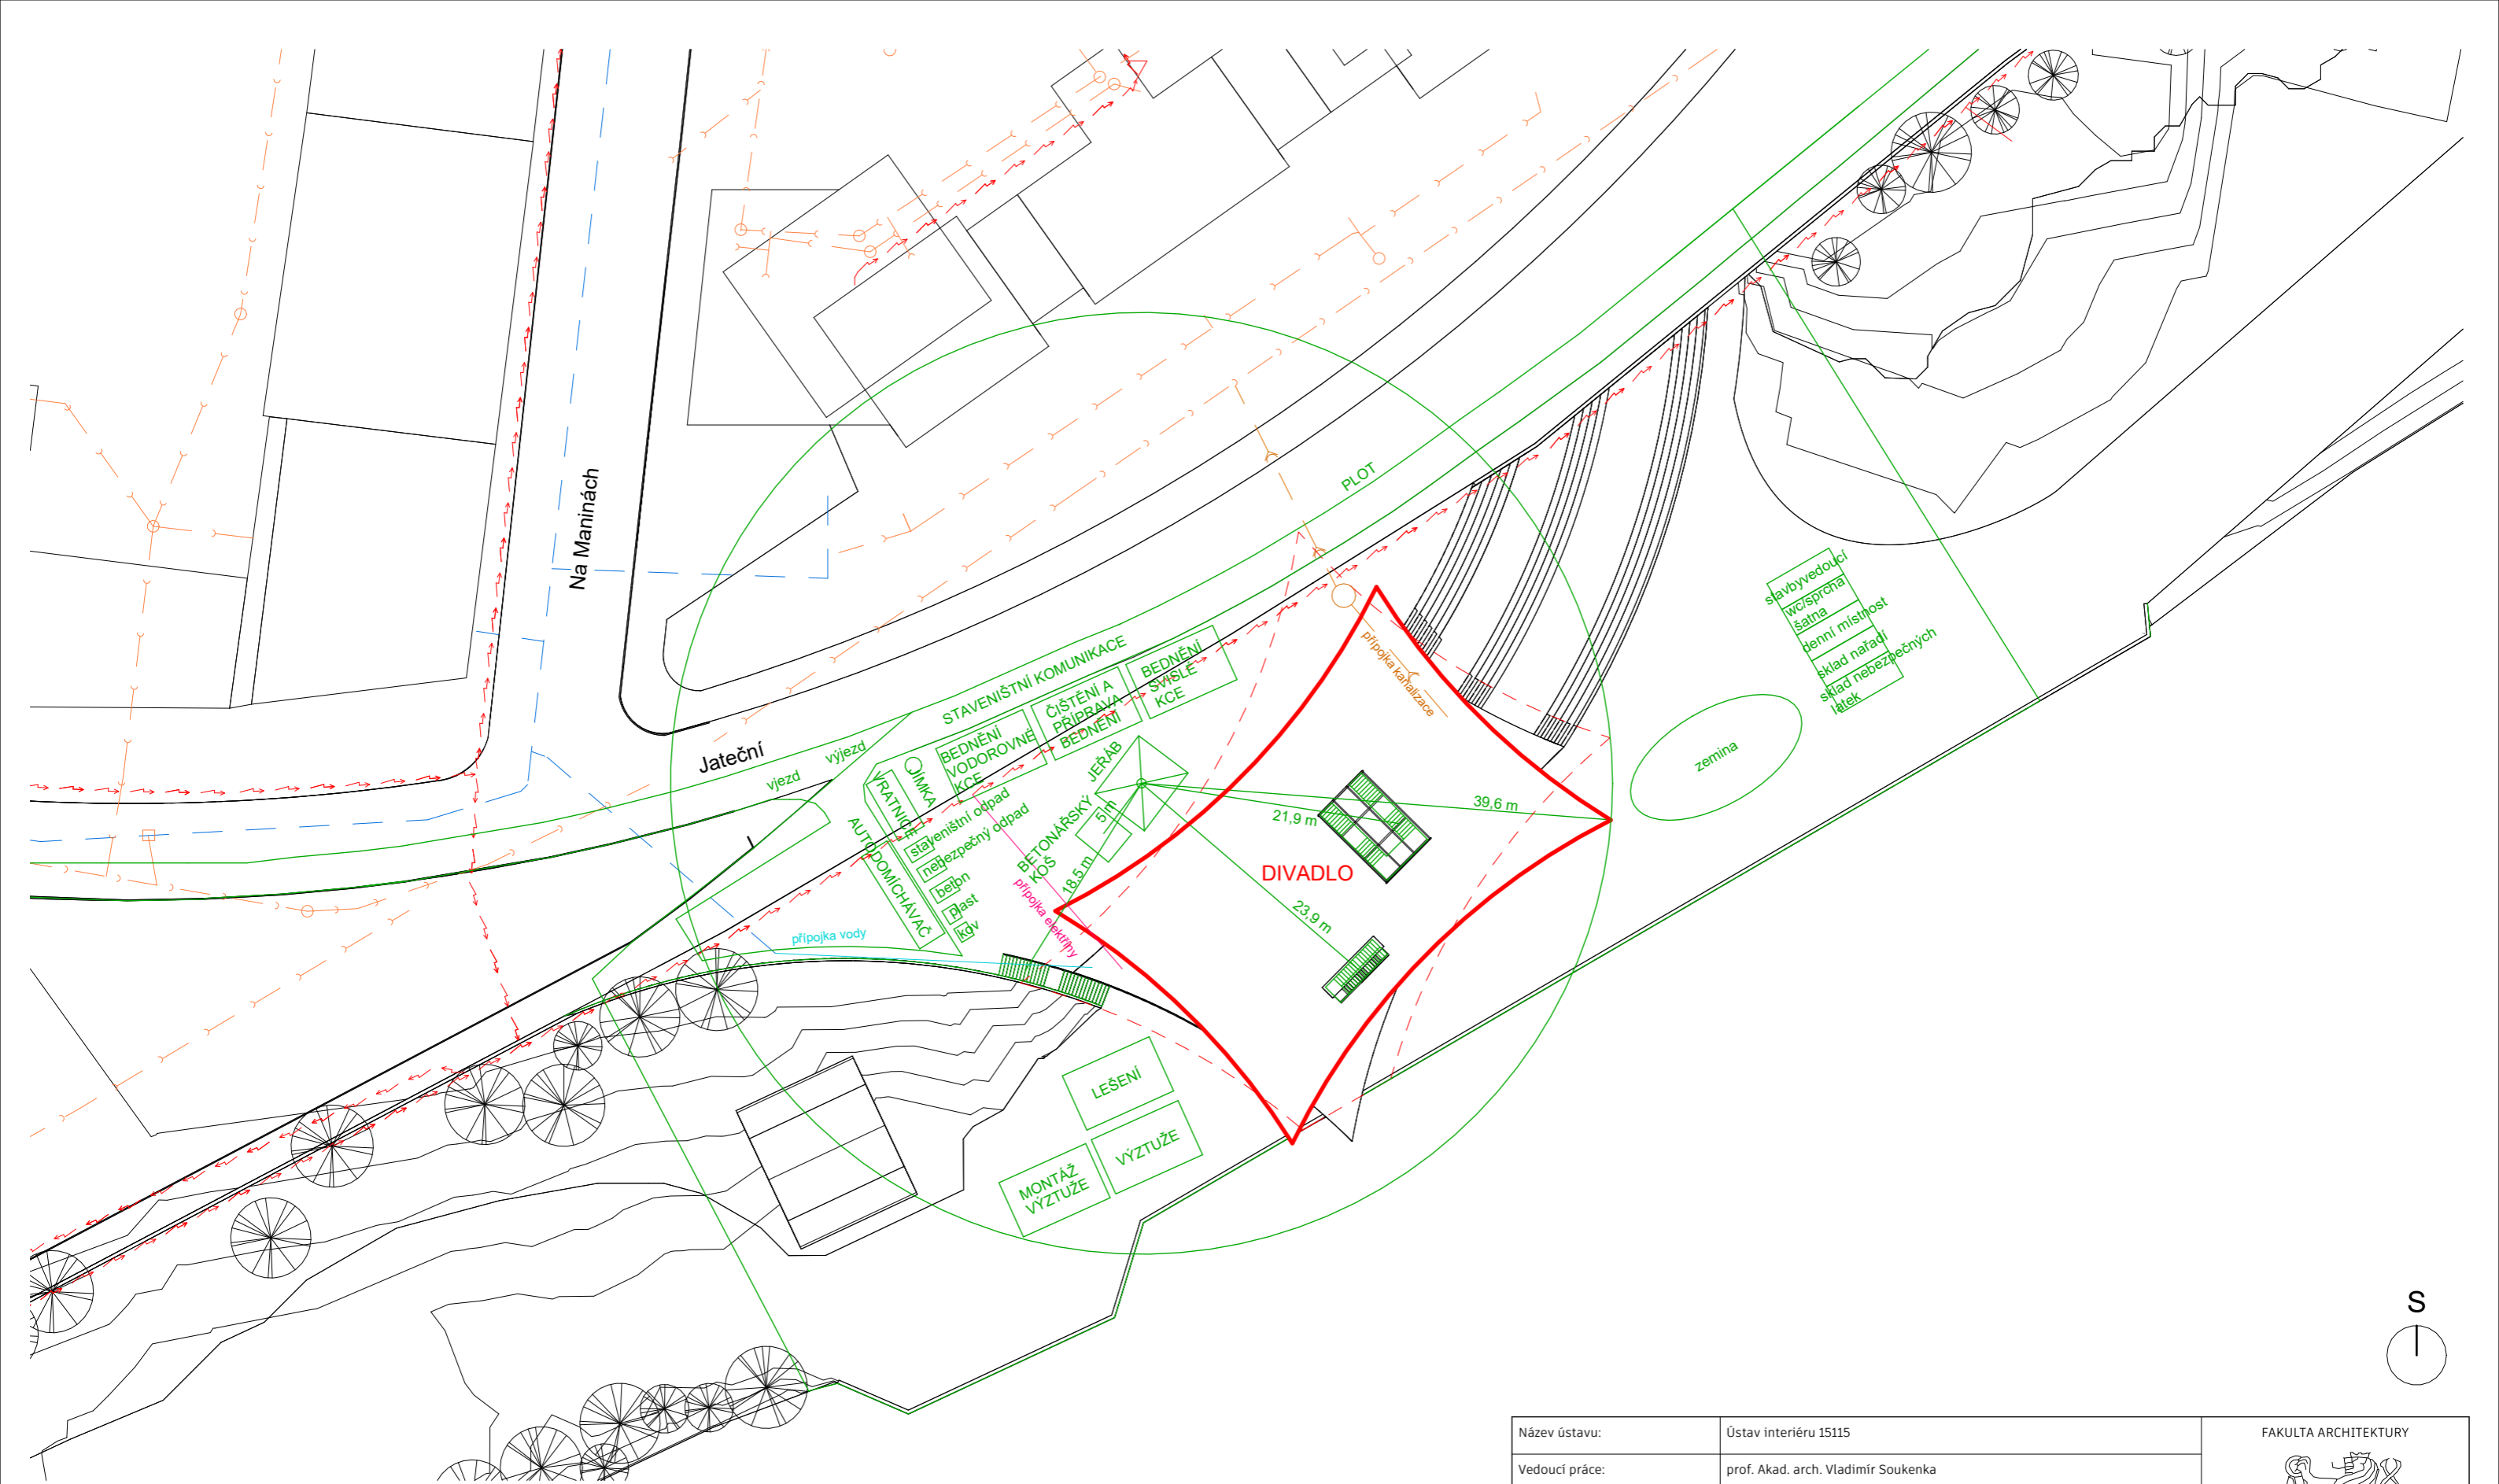 Na Maninách
PLOT
STAVENIŠTNÍ KOMUNIKACE
BEDNĚNÍ
SVISLÉ
KCE
ČIŠTĚNÍ A
PŘÍPRAVA
BEDNĚNÍ
BEDNĚNÍ
VODOROVNÉ
KCE
Jateční
vjezd
výjezd
JÍMKA
VRATNICE
AUTODOMÍCHÁVAČ
staveništní odpad
nebezpečný odpad
beton
plast
kov
JEŘÁB
BETONÁŘSKÝ
KOŠ
5 m
18,5 m
21,9 m
39,6 m
23,9 m
DIVADLO
přípojka kanalizace
přípojka elektřiny
přípojka vody
stavbyvedoucí
wc/sprcha
šatna
denní místnost
sklad nářadí
sklad nebezpečných
látek
zemina
LEŠENÍ
VÝZTUŽE
MONTÁŽ
VÝZTUŽE
S
Název ústavu:
Ústav interiéru 15115
FAKULTA ARCHITEKTURY
Vedoucí práce:
prof. Akad. arch. Vladimír Soukenka